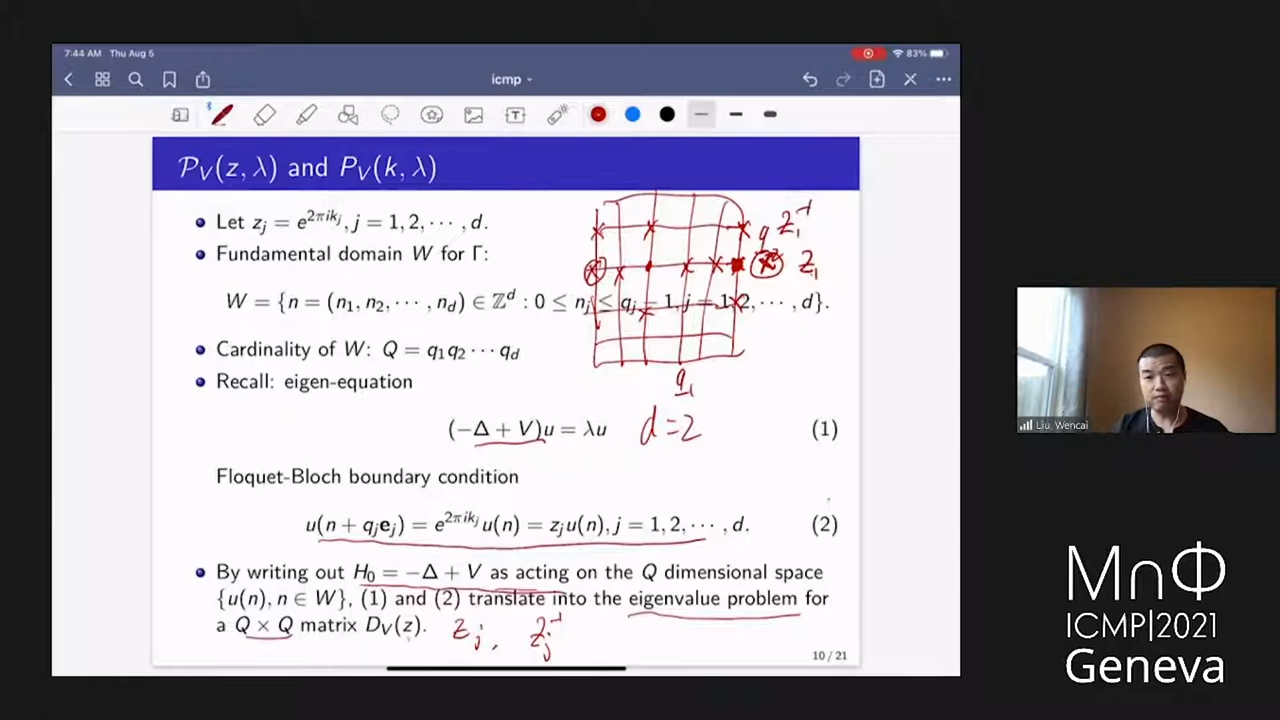 7:44 AM Thu Aug 5
83%
icmp
𝒫_V(z, λ) and P_V(k, λ)
Let z_j = e^{2πik_j}, j = 1, 2, ⋯, d.
Fundamental domain W for Γ:
W = {n = (n_1, n_2, ⋯, n_d) ∈ ℤ^d : 0 ≤ n_j ≤ q_j − 1, j = 1, 2, ⋯, d}.
Cardinality of W: Q = q_1q_2 ⋯ q_d
Recall: eigen-equation
(−Δ + V)u = λu (1)
Floquet-Bloch boundary condition
u(n + q_j𝐞_j) = e^{2πik_j}u(n) = z_ju(n), j = 1, 2, ⋯, d. (2)
By writing out H_0 = −Δ + V as acting on the Q dimensional space
{u(n), n ∈ W}, (1) and (2) translate into the eigenvalue problem for
a Q × Q matrix D_V(z).
z_j, z_j^{-1}
10 / 21
z_1^{-1}
q
z_1
q_1
d=2
Liu, Wencai
МпФ
ICMP|2021
Geneva